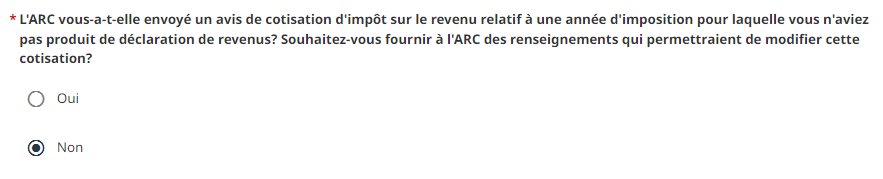 * L'ARC vous-a-t-elle envoyé un avis de cotisation d'impôt sur le revenu relatif à une année d'imposition pour laquelle vous n'aviez
pas produit de déclaration de revenus? Souhaitez-vous fournir à l'ARC des renseignements qui permettraient de modifier cette
cotisation?
Oui
Non